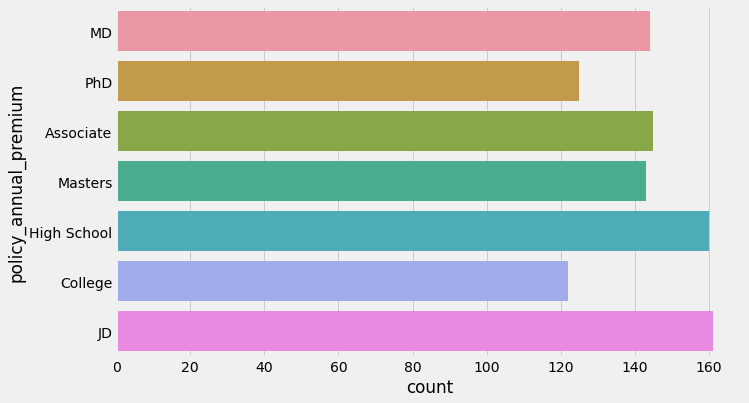 policy_annual_premium
MD
PhD
Associate
Masters
High School
College
JD
0 20 40 60 80 100 120 140 160
count